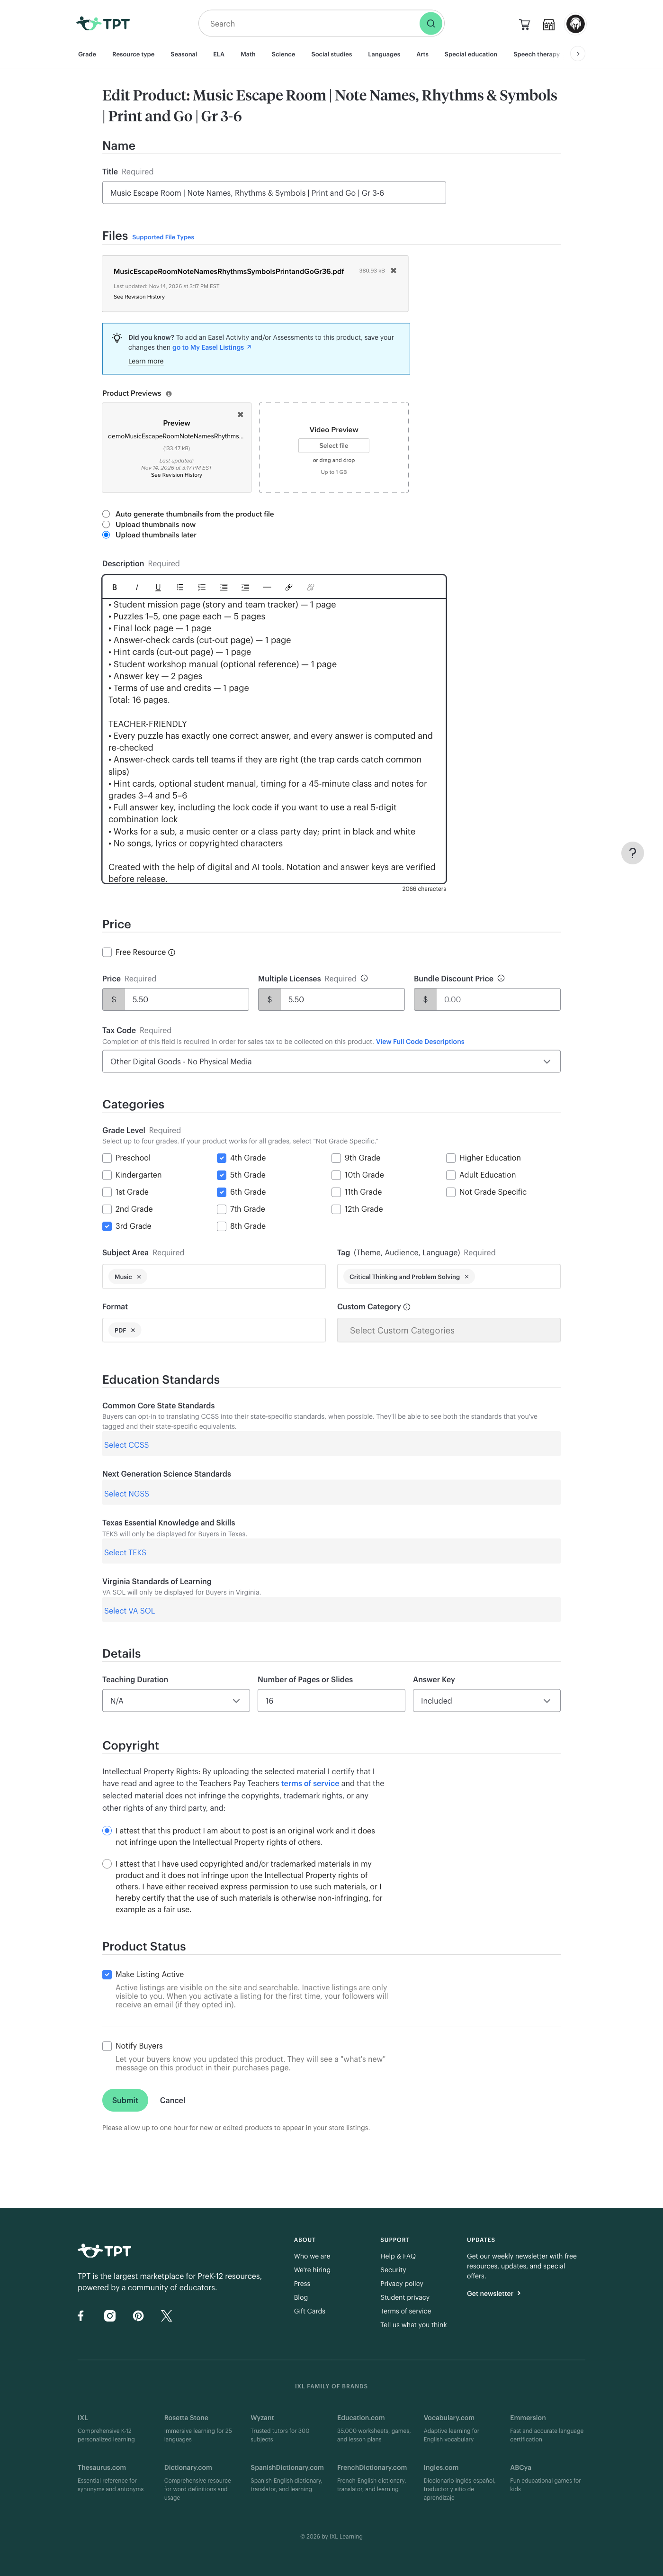 TPT
Search
Grade
Resource type
Seasonal
ELA
Math
Science
Social studies
Languages
Arts
Special education
Speech therapy
Edit Product: Music Escape Room | Note Names, Rhythms & Symbols
| Print and Go | Gr 3-6
Name
Title Required
Music Escape Room | Note Names, Rhythms & Symbols | Print and Go | Gr 3-6
Files Supported File Types
MusicEscapeRoomNoteNamesRhythmsSymbolsPrintandGoGr36.pdf 380.93 kB
Last updated: Nov 14, 2026 at 3:17 PM EST
See Revision History
Did you know? To add an Easel Activity and/or Assessments to this product, save your
changes then go to My Easel Listings
Learn more
Product Previews
Preview
demoMusicEscapeRoomNoteNamesRhythms...
(133.47 kB)
Last updated:
Nov 14, 2026 at 3:17 PM EST
See Revision History
Video Preview
Select file
or drag and drop
Up to 1 GB
Auto generate thumbnails from the product file
Upload thumbnails now
Upload thumbnails later
Description Required
B I U
• Student mission page (story and team tracker) — 1 page
• Puzzles 1–5, one page each — 5 pages
• Final lock page — 1 page
• Answer-check cards (cut-out page) — 1 page
• Hint cards (cut-out page) — 1 page
• Student workshop manual (optional reference) — 1 page
• Answer key — 2 pages
• Terms of use and credits — 1 page
Total: 16 pages.
TEACHER-FRIENDLY
• Every puzzle has exactly one correct answer, and every answer is computed and
re-checked
• Answer-check cards tell teams if they are right (the trap cards catch common
slips)
• Hint cards, optional student manual, timing for a 45-minute class and notes for
grades 3–4 and 5–6
• Full answer key, including the lock code if you want to use a real 5-digit
combination lock
• Works for a sub, a music center or a class party day; print in black and white
• No songs, lyrics or copyrighted characters
Created with the help of digital and AI tools. Notation and answer keys are verified
before release.
2066 characters
?
Price
Free Resource
Price Required
$ 5.50
Multiple Licenses Required
$ 5.50
Bundle Discount Price
$ 0.00
Tax Code Required
Completion of this field is required in order for sales tax to be collected on this product. View Full Code Descriptions
Other Digital Goods - No Physical Media
Categories
Grade Level Required
Select up to four grades. If your product works for all grades, select "Not Grade Specific."
Preschool
4th Grade
9th Grade
Higher Education
Kindergarten
5th Grade
10th Grade
Adult Education
1st Grade
6th Grade
11th Grade
Not Grade Specific
2nd Grade
7th Grade
12th Grade
3rd Grade
8th Grade
Subject Area Required
Music
Tag (Theme, Audience, Language) Required
Critical Thinking and Problem Solving
Format
PDF
Custom Category
Select Custom Categories
Education Standards
Common Core State Standards
Buyers can opt-in to translating CCSS into their state-specific standards, when possible. They'll be able to see both the standards that you've
tagged and their state-specific equivalents.
Select CCSS
Next Generation Science Standards
Select NGSS
Texas Essential Knowledge and Skills
TEKS will only be displayed for Buyers in Texas.
Select TEKS
Virginia Standards of Learning
VA SOL will only be displayed for Buyers in Virginia.
Select VA SOL
Details
Teaching Duration
N/A
Number of Pages or Slides
16
Answer Key
Included
Copyright
Intellectual Property Rights: By uploading the selected material I certify that I
have read and agree to the Teachers Pay Teachers terms of service and that the
selected material does not infringe the copyrights, trademark rights, or any
other rights of any third party, and:
I attest that this product I am about to post is an original work and it does
not infringe upon the Intellectual Property rights of others.
I attest that I have used copyrighted and/or trademarked materials in my
product and it does not infringe upon the Intellectual Property rights of
others. I have either received express permission to use such materials, or I
hereby certify that the use of such materials is otherwise non-infringing, for
example as a fair use.
Product Status
Make Listing Active
Active listings are visible on the site and searchable. Inactive listings are only
visible to you. When you activate a listing for the first time, your followers will
receive an email (if they opted in).
Notify Buyers
Let your buyers know you updated this product. They will see a "what's new"
message on this product in their purchases page.
Submit
Cancel
Please allow up to one hour for new or edited products to appear in your store listings.
TPT
TPT is the largest marketplace for PreK-12 resources,
powered by a community of educators.
ABOUT
Who we are
We're hiring
Press
Blog
Gift Cards
SUPPORT
Help & FAQ
Security
Privacy policy
Student privacy
Terms of service
Tell us what you think
UPDATES
Get our weekly newsletter with free
resources, updates, and special
offers.
Get newsletter
IXL FAMILY OF BRANDS
IXL
Comprehensive K-12
personalized learning
Rosetta Stone
Immersive learning for 25
languages
Wyzant
Trusted tutors for 300
subjects
Education.com
35,000 worksheets, games,
and lesson plans
Vocabulary.com
Adaptive learning for
English vocabulary
Emmersion
Fast and accurate language
certification
Thesaurus.com
Essential reference for
synonyms and antonyms
Dictionary.com
Comprehensive resource
for word definitions and
usage
SpanishDictionary.com
Spanish-English dictionary,
translator, and learning
FrenchDictionary.com
French-English dictionary,
translator, and learning
Ingles.com
Diccionario inglés-español,
traductor y sitio de
aprendizaje
ABCya
Fun educational games for
kids
© 2026 by IXL Learning